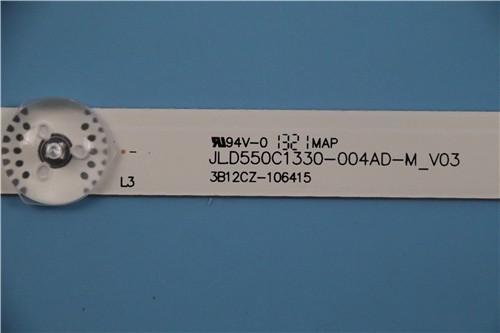 94V-0 1321 MAP
JLD550C1330-004AD-M_V03
3B12CZ-106415
L3
-